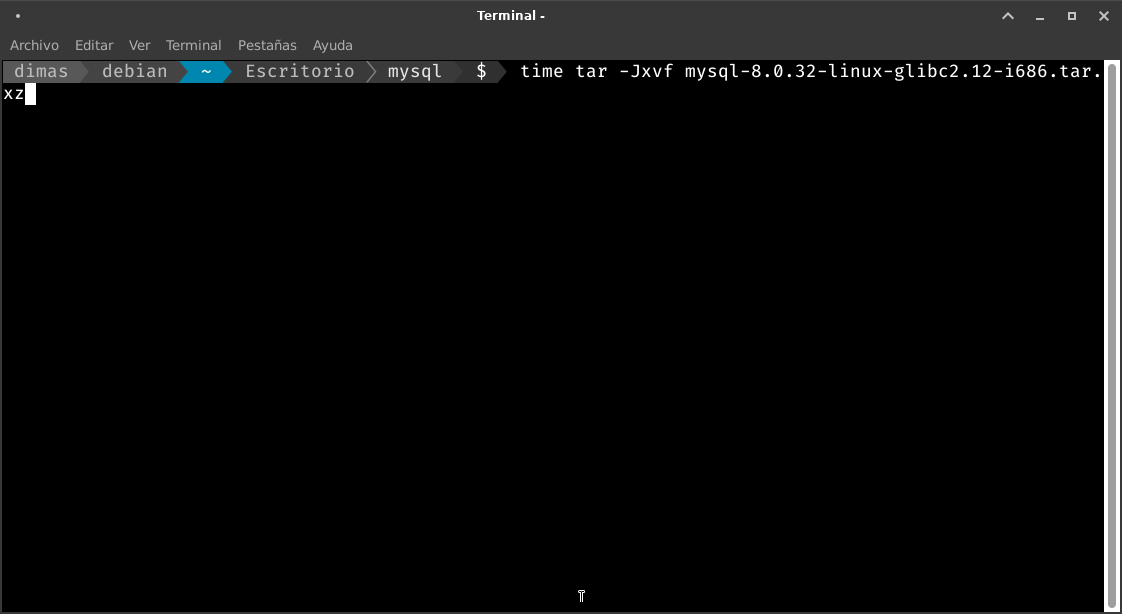 Terminal -
Archivo Editar Ver Terminal Pestañas Ayuda
dimas debian ~ Escritorio mysql $ time tar -Jxvf mysql-8.0.32-linux-glibc2.12-i686.tar.
xz